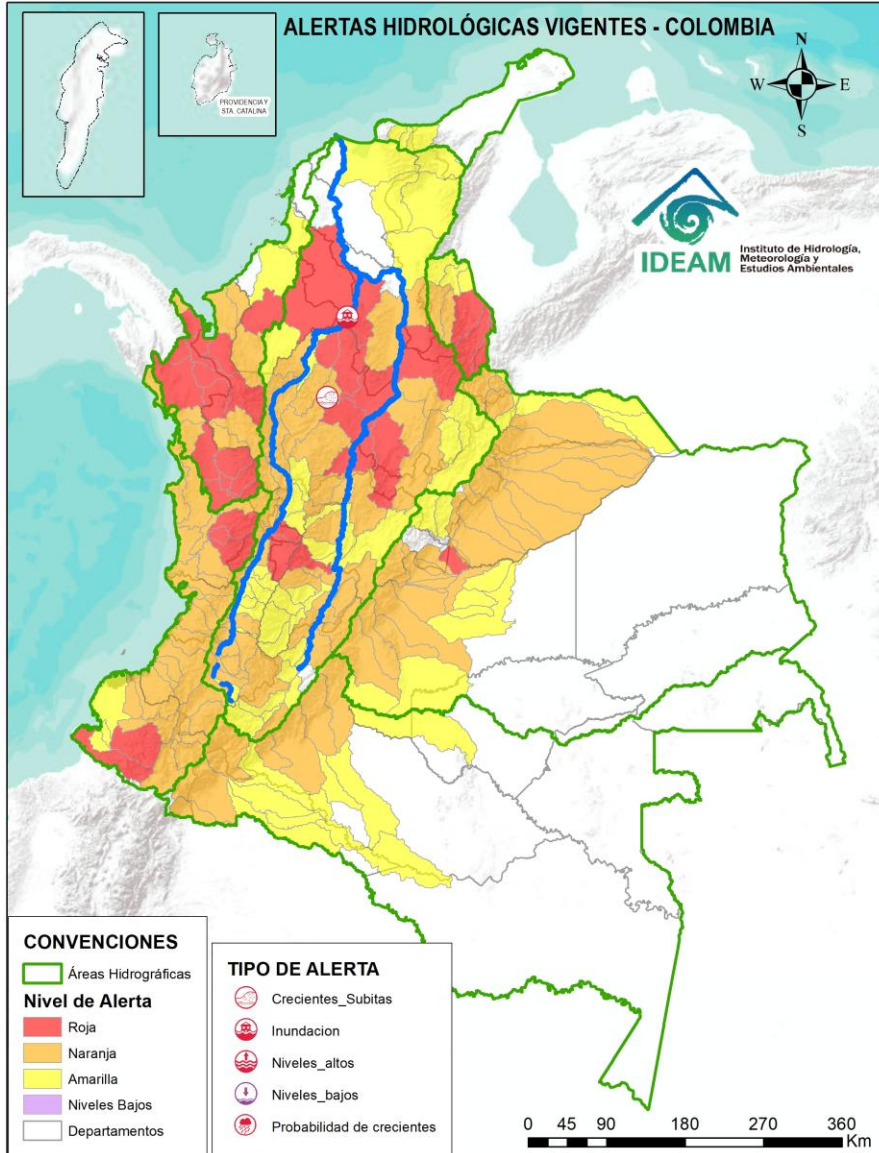 ALERTAS HIDROLÓGICAS VIGENTES - COLOMBIA
N
W
E
S
PROVIDENCIA Y
STA. CATALINA
IDEAM
Instituto de Hidrología,
Meteorología y
Estudios Ambientales
CONVENCIONES
Áreas Hidrográficas
Nivel de Alerta
Roja
Naranja
Amarilla
Niveles Bajos
Departamentos
TIPO DE ALERTA
Crecientes_Subitas
Inundacion
Niveles_altos
Niveles_bajos
Probabilidad de crecientes
0 45 90 180 270 360
Km